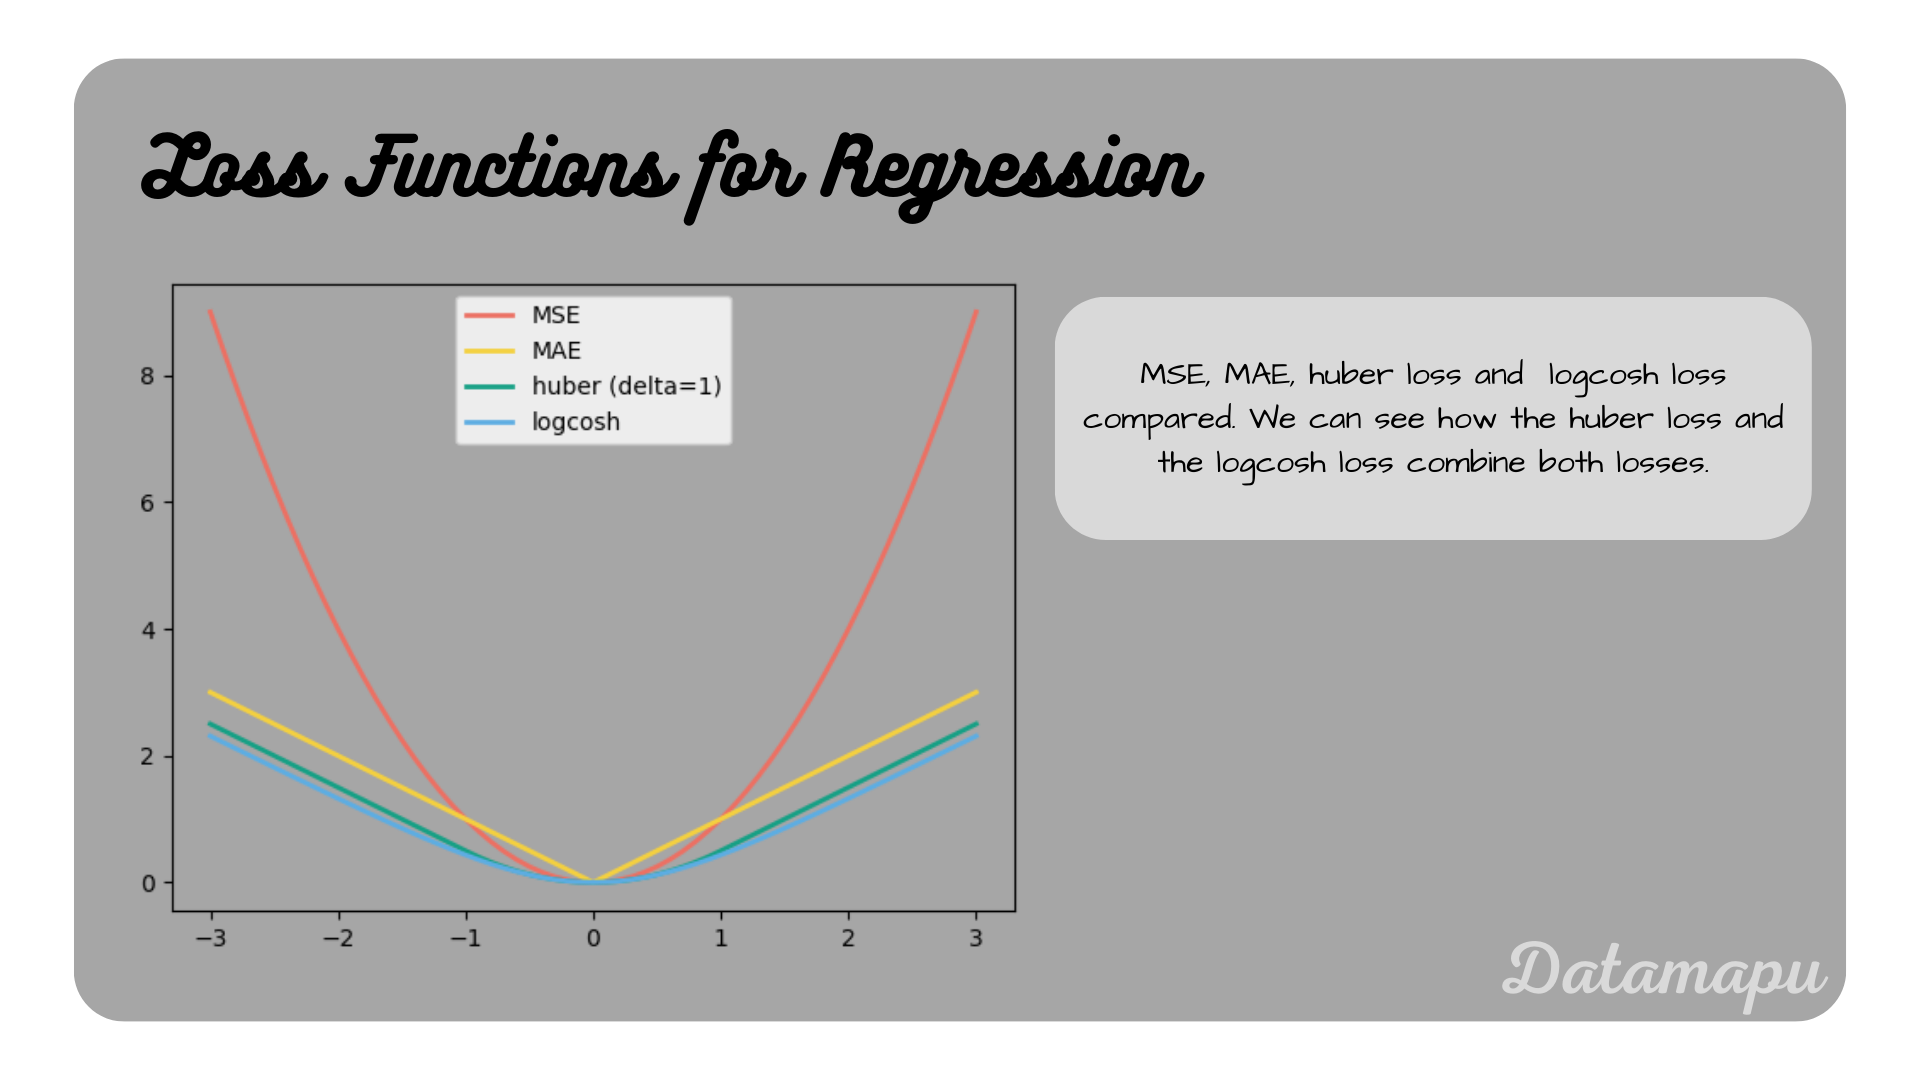 Loss Functions for Regression
MSE
MAE
huber (delta=1)
logcosh
8
6
4
2
0
−3 −2 −1 0 1 2 3
MSE, MAE, huber loss and logcosh loss
compared. We can see how the huber loss and
the logcosh loss combine both losses.
Datamapu